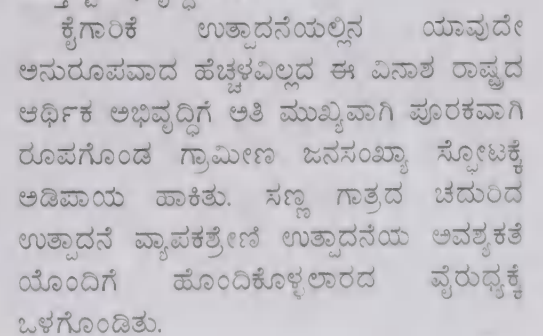 ಕೈಗಾರಿಕೆ ಉತ್ಪಾದನೆಯಲ್ಲಿನ ಯಾವುದೇ
ಅನುರೂಪವಾದ ಹೆಚ್ಚಳವಿಲ್ಲದ ಈ ವಿನಾಶ ರಾಷ್ಟ್ರದ
ಆರ್ಥಿಕ ಅಭಿವೃದ್ಧಿಗೆ ಅತಿ ಮುಖ್ಯವಾಗಿ ಪೂರಕವಾಗಿ
ರೂಪಗೊಂಡ ಗ್ರಾಮೀಣ ಜನಸಂಖ್ಯಾ ಸ್ಫೋಟಕ್ಕೆ
ಅಡಿಪಾಯ ಹಾಕಿತು. ಸಣ್ಣ ಗಾತ್ರದ ಚದುರಿದ
ಉತ್ಪಾದನೆ ವ್ಯಾಪಕಶ್ರೇಣಿ ಉತ್ಪಾದನೆಯ ಅವಶ್ಯಕತೆ
ಯೊಂದಿಗೆ ಹೊಂದಿಕೊಳ್ಳಲಾರದ ವೈರುಧ್ಯಕ್ಕೆ
ಒಳಗೊಂಡಿತು.